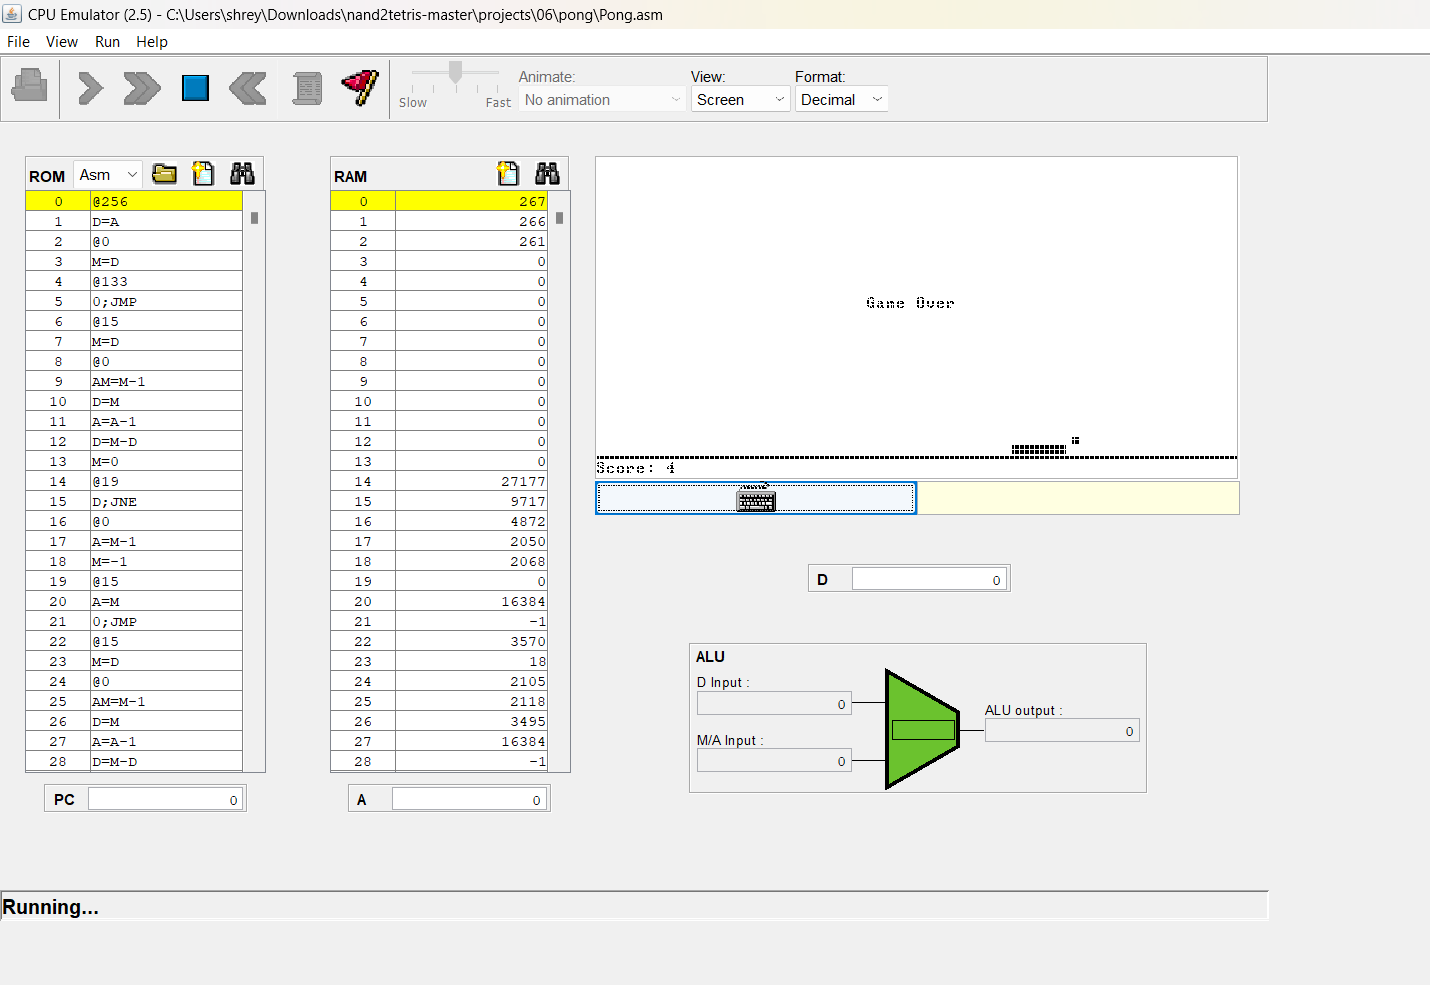 CPU Emulator (2.5) - C:\Users\shrey\Downloads\nand2tetris-master\projects\06\pong\Pong.asm
File View Run Help
Slow Fast
Animate:
No animation
View:
Screen
Format:
Decimal
ROM Asm
0 @256
1 D=A
2 @0
3 M=D
4 @133
5 0;JMP
6 @15
7 M=D
8 @0
9 AM=M-1
10 D=M
11 A=A-1
12 D=M-D
13 M=0
14 @19
15 D;JNE
16 @0
17 A=M-1
18 M=-1
19 @15
20 A=M
21 0;JMP
22 @15
23 M=D
24 @0
25 AM=M-1
26 D=M
27 A=A-1
28 D=M-D
PC 0
RAM
0 267
1 266
2 261
3 0
4 0
5 0
6 0
7 0
8 0
9 0
10 0
11 0
12 0
13 0
14 27177
15 9717
16 4872
17 2050
18 2068
19 0
20 16384
21 -1
22 3570
23 18
24 2105
25 2118
26 3495
27 16384
28 -1
A 0
Game Over
Score: 4
D 0
ALU
D Input :
0
M/A Input :
0
ALU output :
0
Running...